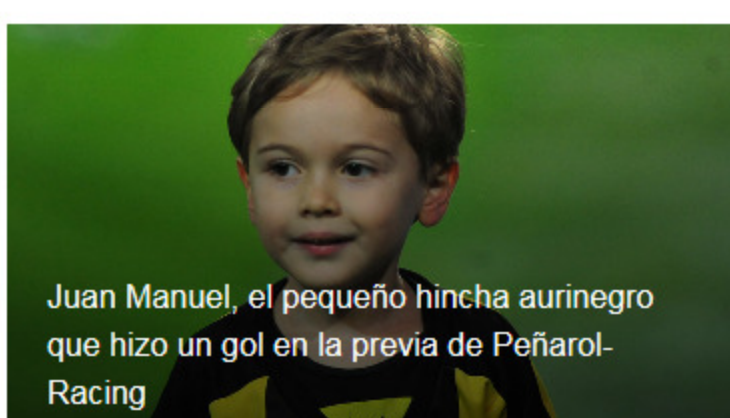 Juan Manuel, el pequeño hincha aurinegro
que hizo un gol en la previa de Peñarol-
Racing